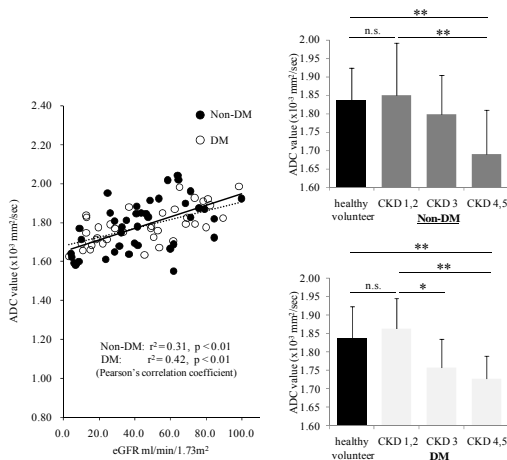 2.40
2.20
2.00
1.80
1.60
1.40
1.20
1.00
0.80
ADC value (x10⁻³ mm²/sec)
Non-DM
DM
Non-DM: r²=0.31, p<0.01
DM: r²=0.42, p<0.01
(Pearson's correlation coefficient)
0.0 20.0 40.0 60.0 80.0 100.0
eGFR ml/min/1.73m²
**
n.s. **
2.00
1.95
1.90
1.85
1.80
1.75
1.70
1.65
1.60
ADC value (x10⁻³ mm²/sec)
healthy CKD 1,2 CKD 3 CKD 4,5
volunteer
Non-DM
**
**
n.s. *
2.00
1.95
1.90
1.85
1.80
1.75
1.70
1.65
1.60
ADC value (x10⁻³ mm²/sec)
healthy CKD 1,2 CKD 3 CKD 4,5
volunteer
DM